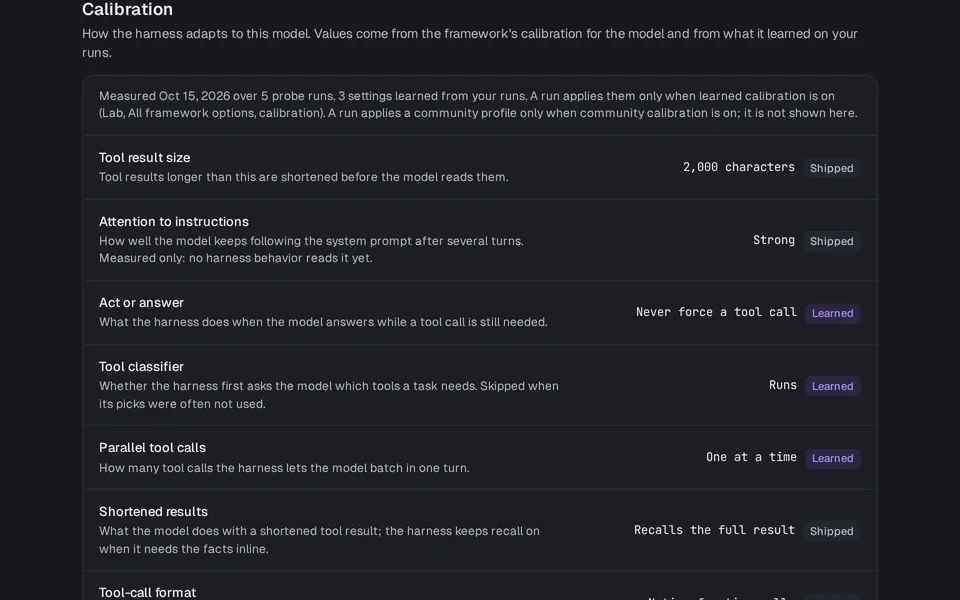 Calibration
How the harness adapts to this model. Values come from the framework's calibration for the model and from what it learned on your
runs.
Measured Oct 15, 2026 over 5 probe runs. 3 settings learned from your runs. A run applies them only when learned calibration is on
(Lab, All framework options, calibration). A run applies a community profile only when community calibration is on; it is not shown here.
Tool result size
Tool results longer than this are shortened before the model reads them.
2,000 characters Shipped
Attention to instructions
How well the model keeps following the system prompt after several turns.
Measured only: no harness behavior reads it yet.
Strong Shipped
Act or answer
What the harness does when the model answers while a tool call is still needed.
Never force a tool call Learned
Tool classifier
Whether the harness first asks the model which tools a task needs. Skipped when
its picks were often not used.
Runs Learned
Parallel tool calls
How many tool calls the harness lets the model batch in one turn.
One at a time Learned
Shortened results
What the model does with a shortened tool result; the harness keeps recall on
when it needs the facts inline.
Recalls the full result Shipped
Tool-call format